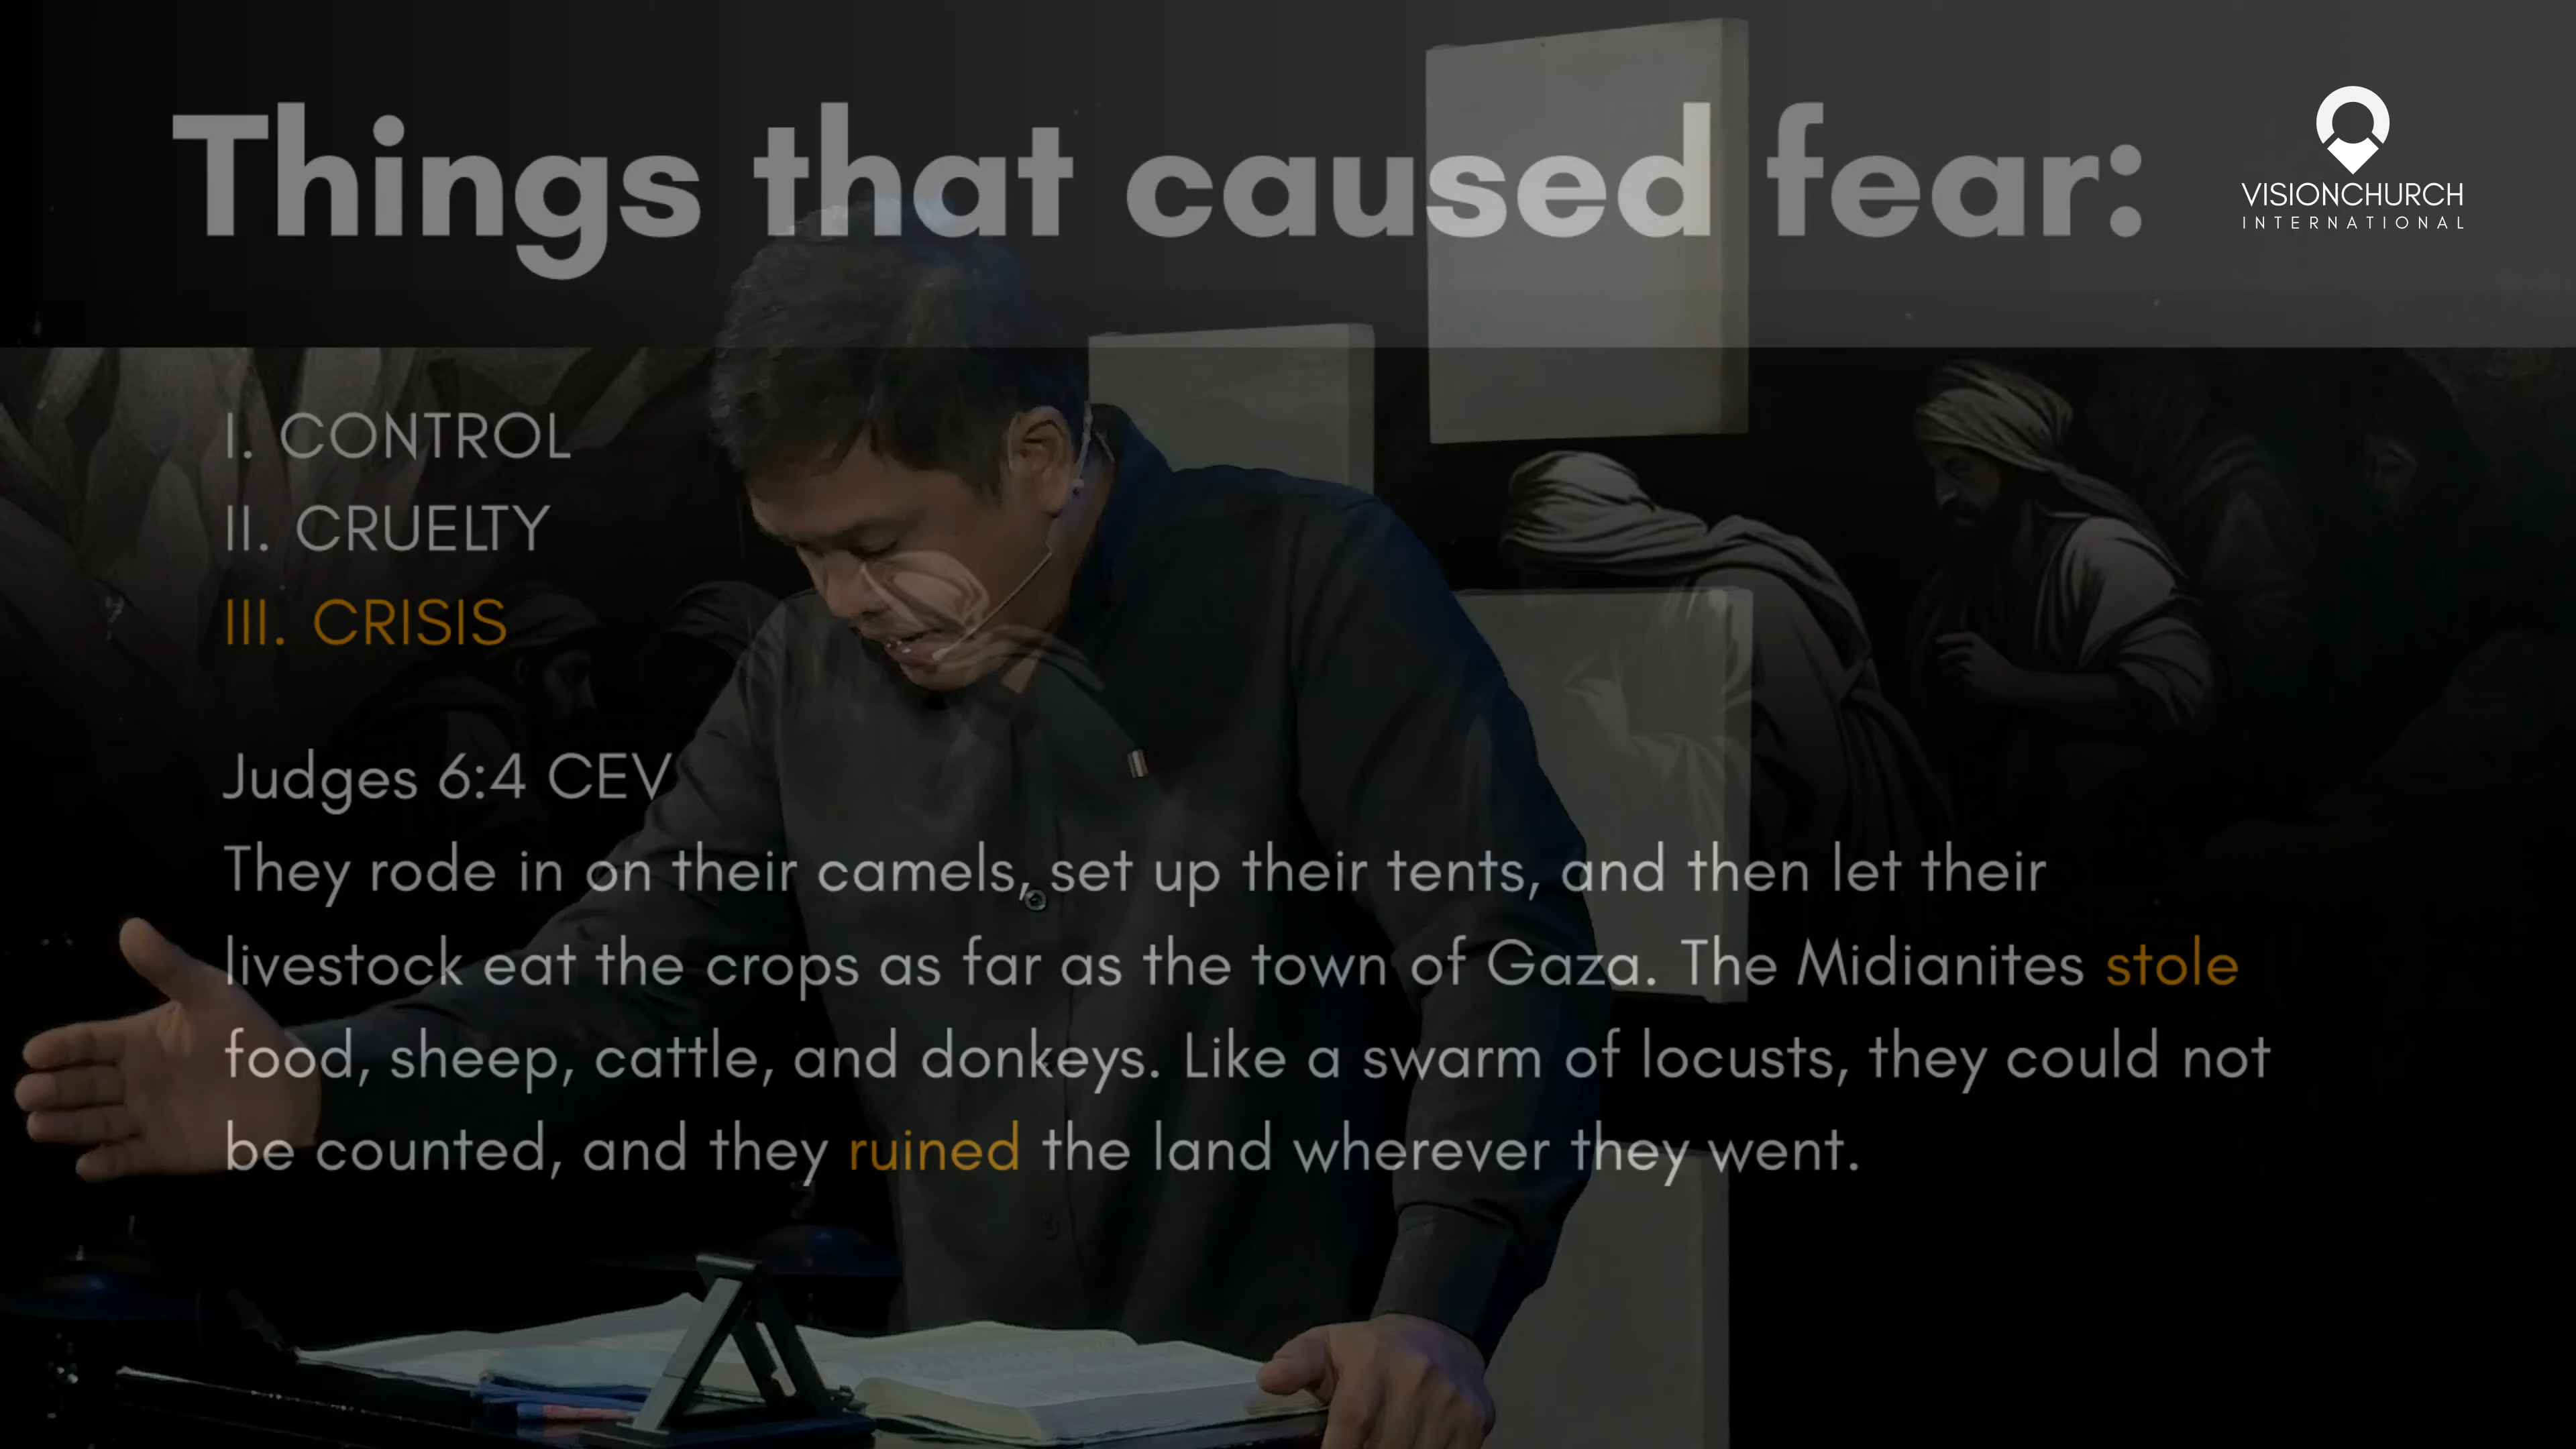 Things that caused fear:
VISIONCHURCH
INTERNATIONAL
I. CONTROL
II. CRUELTY
III. CRISIS
Judges 6:4 CEV
They rode in on their camels, set up their tents, and then let their
livestock eat the crops as far as the town of Gaza. The Midianites stole
food, sheep, cattle, and donkeys. Like a swarm of locusts, they could not
be counted, and they ruined the land wherever they went.